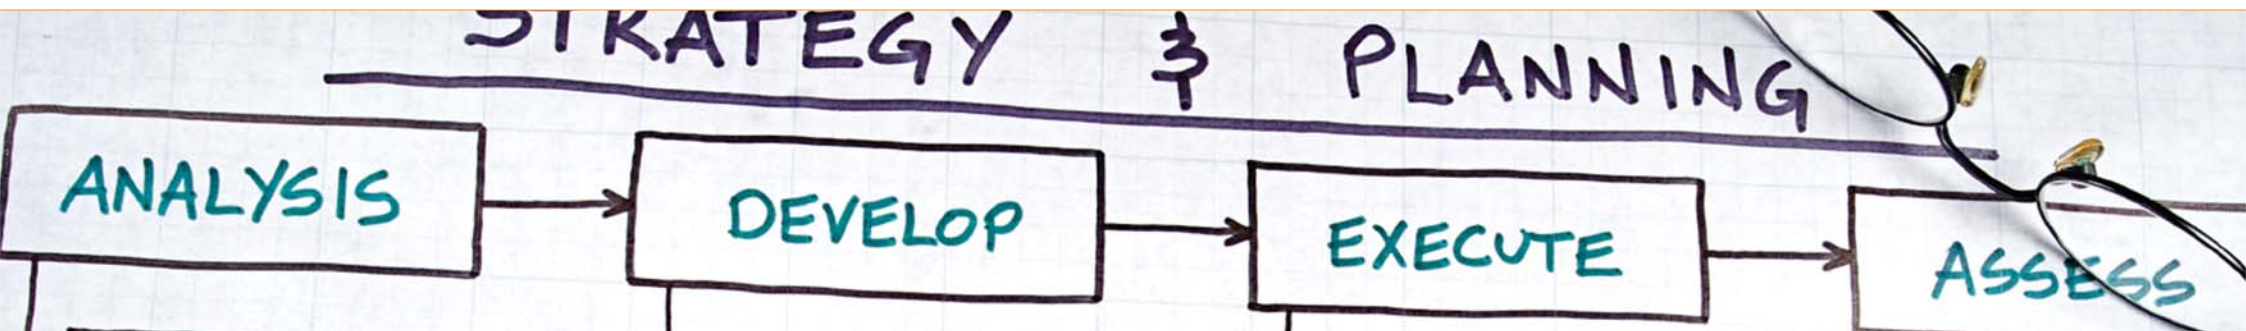 STRATEGY & PLANNING
ANALYSIS
DEVELOP
EXECUTE
ASSESS